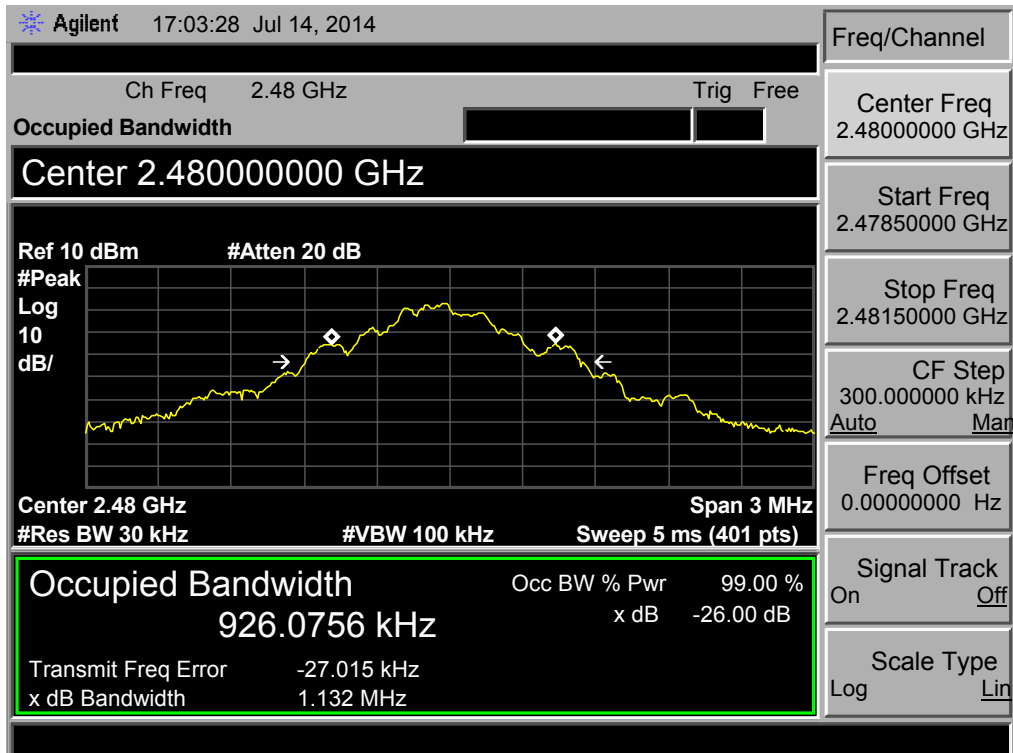 Agilent 17:03:28 Jul 14, 2014
Freq/Channel
Ch Freq 2.48 GHz Trig Free
Occupied Bandwidth
Center 2.480000000 GHz
Ref 10 dBm #Atten 20 dB
#Peak
Log
10
dB/
Center 2.48 GHz Span 3 MHz
#Res BW 30 kHz #VBW 100 kHz Sweep 5 ms (401 pts)
Occupied Bandwidth Occ BW % Pwr 99.00 %
926.0756 kHz x dB -26.00 dB
Transmit Freq Error -27.015 kHz
x dB Bandwidth 1.132 MHz
Center Freq
2.48000000 GHz
Start Freq
2.47850000 GHz
Stop Freq
2.48150000 GHz
CF Step
300.000000 kHz
Auto Man
Freq Offset
0.00000000 Hz
Signal Track
On Off
Scale Type
Log Lin